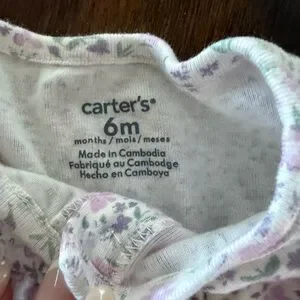 carter's®
6m
months / mois / meses
Made in Cambodia
Fabriqué au Cambodge
Hecho en Camboya